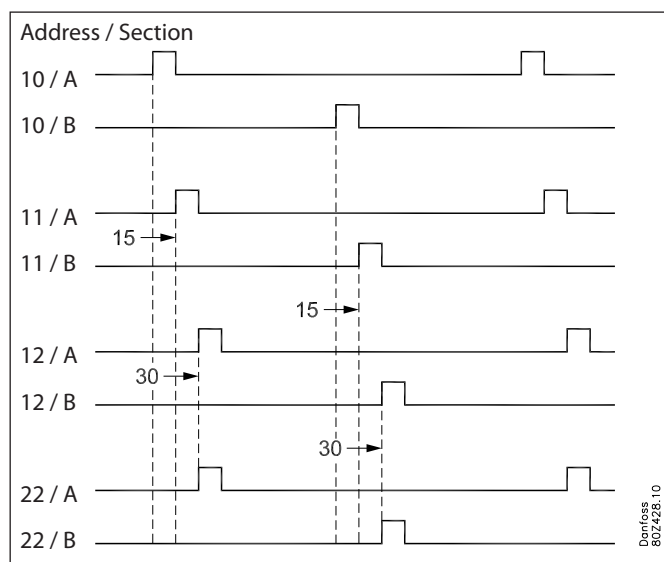 Address / Section
10 / A
10 / B
11 / A
15
11 / B
15
12 / A
30
12 / B
30
22 / A
22 / B
Danfoss
80Z428.10